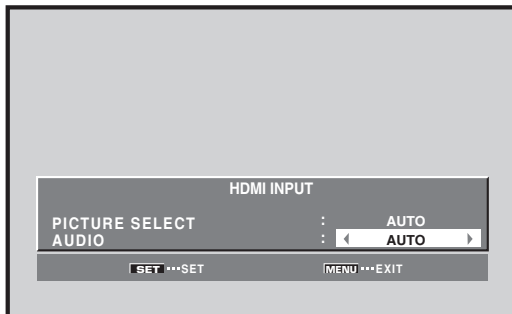 HDMI INPUT
PICTURE SELECT : AUTO
AUDIO : AUTO
SET ･･･SET MENU ･･･EXIT